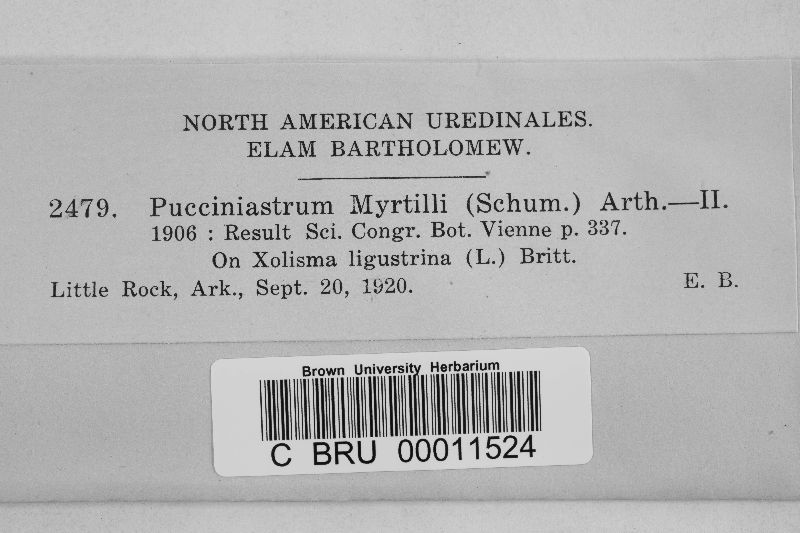 NORTH AMERICAN UREDINALES.
ELAM BARTHOLOMEW.
2479. Pucciniastrum Myrtilli (Schum.) Arth.—II.
1906 : Result Sci. Congr. Bot. Vienne p. 337.
On Xolisma ligustrina (L.) Britt.
Little Rock, Ark., Sept. 20, 1920. E. B.
Brown University Herbarium
C BRU 00011524